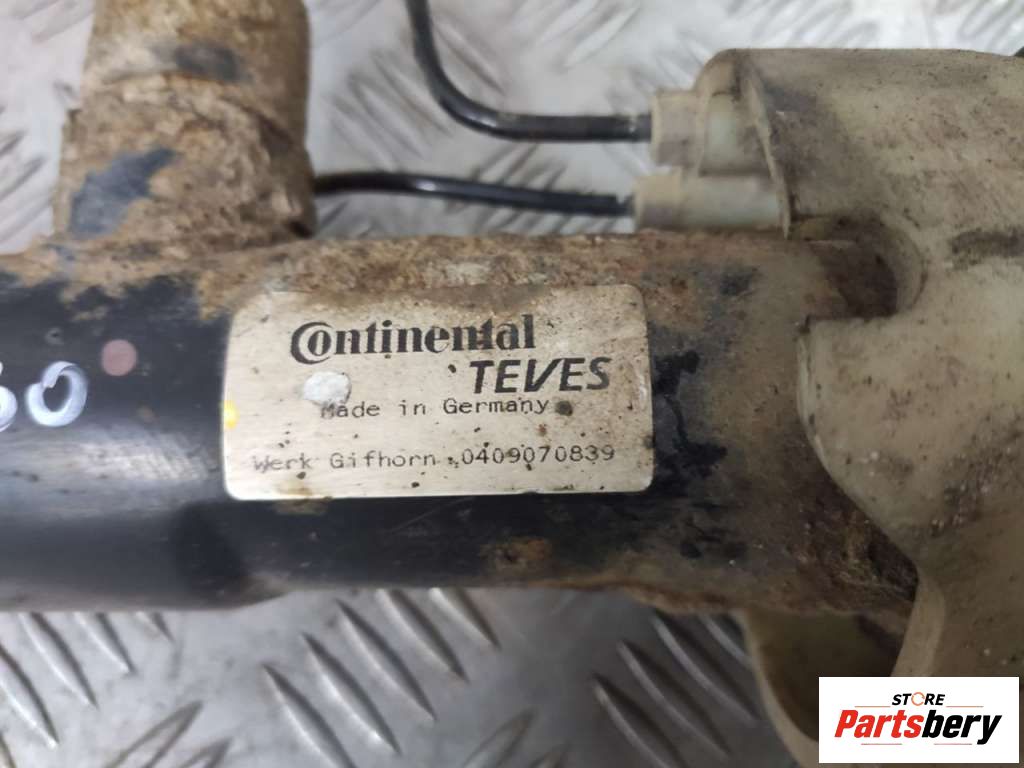 Continental
TEVES
Made in Germany
Werk Gifhorn 0409070839
STORE
Partsbery